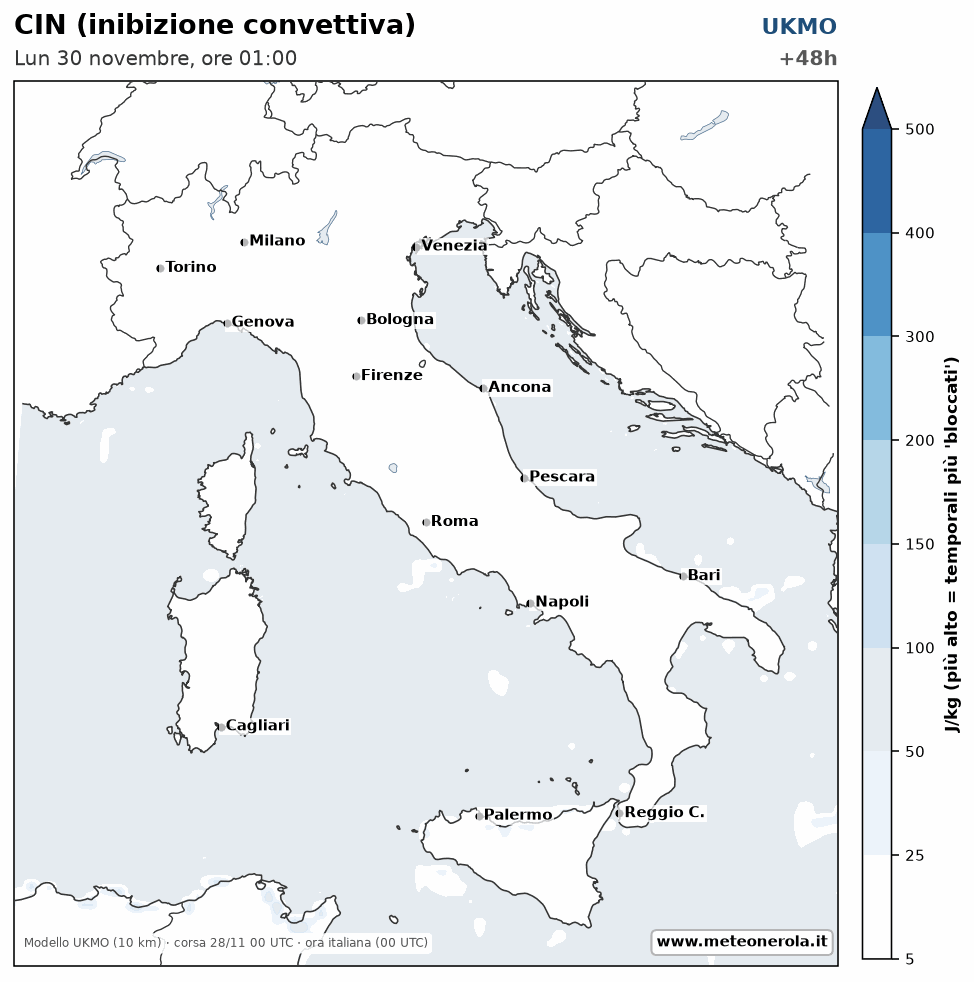 CIN (inibizione convettiva)
UKMO
Lun 30 novembre, ore 01:00
+48h
Milano
Venezia
Torino
Genova
Bologna
Firenze
Ancona
Pescara
Roma
Bari
Napoli
Cagliari
Palermo
Reggio C.
Modello UKMO (10 km) · corsa 28/11 00 UTC · ora italiana (00 UTC)
www.meteonerola.it
500
400
300
200
150
100
50
25
5
J/kg (più alto = temporali più 'bloccati')